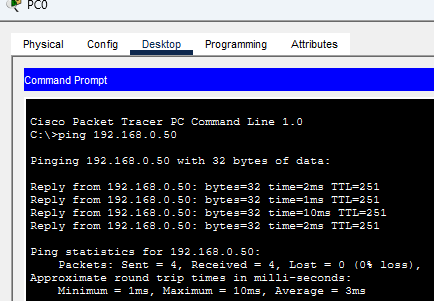 PC0
Physical Config Desktop Programming Attributes
Command Prompt
Cisco Packet Tracer PC Command Line 1.0
C:\>ping 192.168.0.50
Pinging 192.168.0.50 with 32 bytes of data:
Reply from 192.168.0.50: bytes=32 time=2ms TTL=251
Reply from 192.168.0.50: bytes=32 time=1ms TTL=251
Reply from 192.168.0.50: bytes=32 time=10ms TTL=251
Reply from 192.168.0.50: bytes=32 time=2ms TTL=251
Ping statistics for 192.168.0.50:
Packets: Sent = 4, Received = 4, Lost = 0 (0% loss),
Approximate round trip times in milli-seconds:
Minimum = 1ms, Maximum = 10ms, Average = 3ms